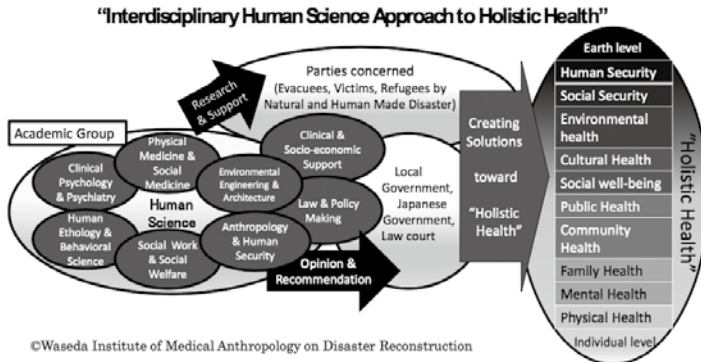 “Interdisciplinary Human Science Approach to Holistic Health”
Academic Group
Research
& Support
Parties concerned
(Evacuees, Victims, Refugees by
Natural and Human Made Disaster)
Clinical
Psychology
& Psychiatry
Physical
Medicine &
Social
Medicine
Environmental
Engineering &
Architecture
Clinical &
Socio-economic
Support
Human
Science
Human
Ethology &
Behavioral
Science
Social Work
& Social
Welfare
Anthropology
& Human
Security
Law & Policy
Making
Local
Government,
Japanese
Government,
Law court
Opinion &
Recommendation
Creating
Solutions
toward
“Holistic
Health”
Earth level
Human Security
Social Security
Environmental
health
Cultural Health
Social well-being
Public Health
Community
Health
Family Health
Mental Health
Physical Health
Individual level
“Holistic Health”
©Waseda Institute of Medical Anthropology on Disaster Reconstruction